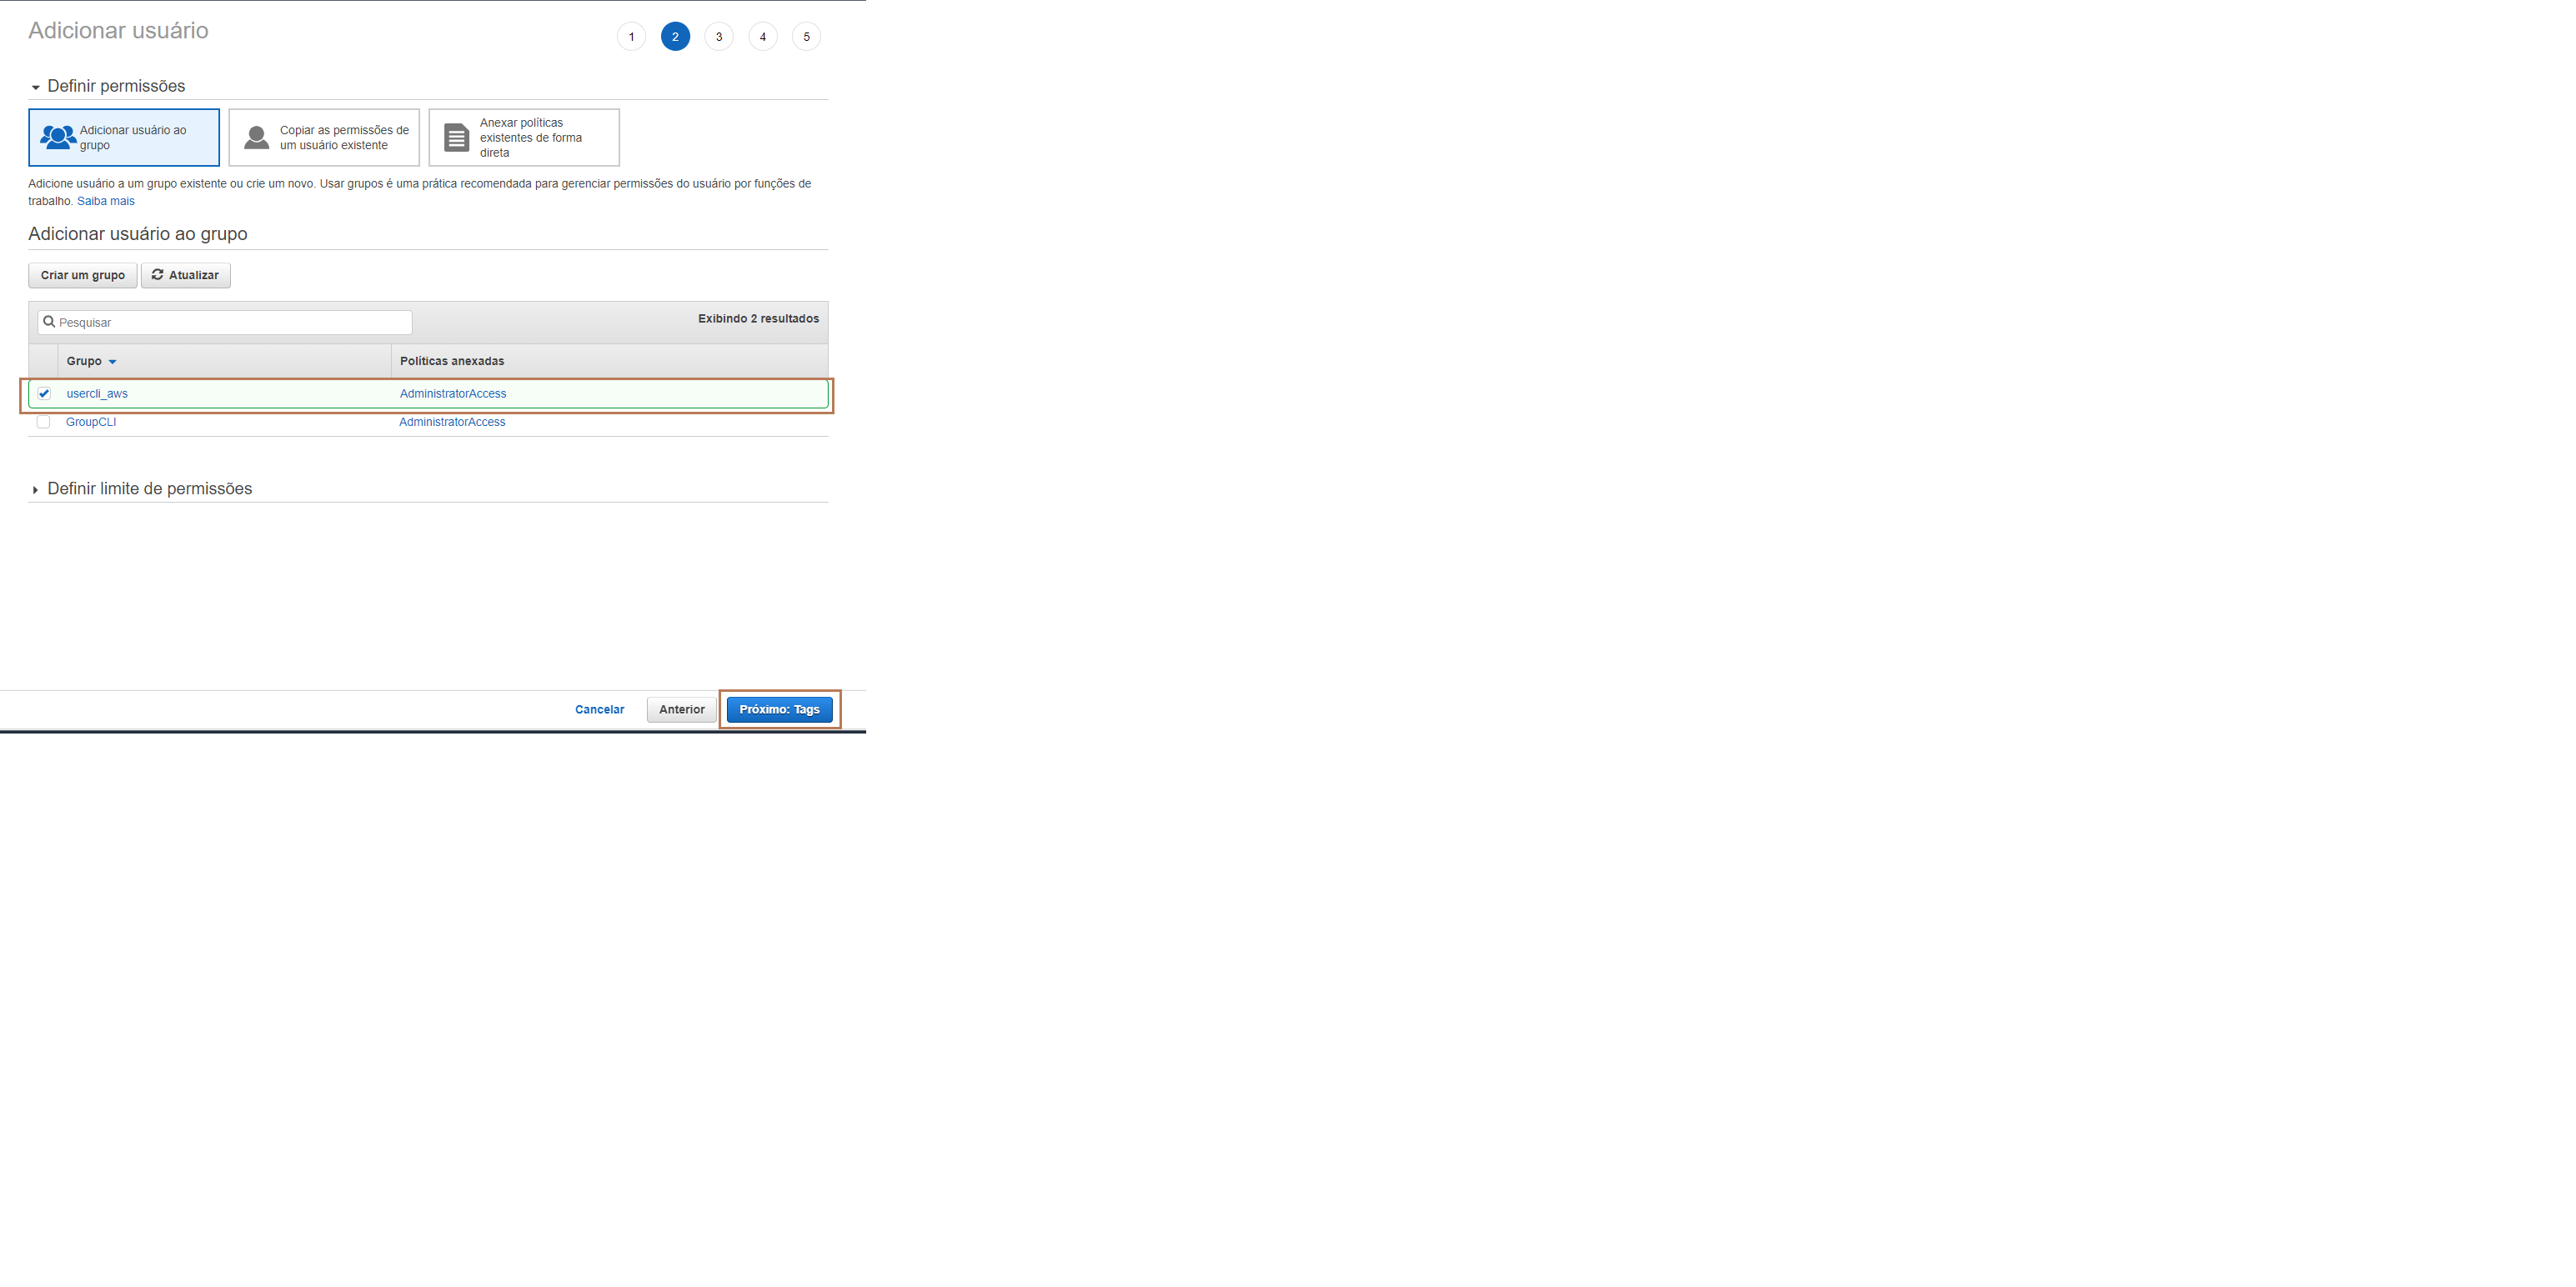 Adicionar usuário
1 2 3 4 5
Definir permissões
Adicionar usuário ao
grupo
Copiar as permissões de
um usuário existente
Anexar políticas
existentes de forma
direta
Adicione usuário a um grupo existente ou crie um novo. Usar grupos é uma prática recomendada para gerenciar permissões do usuário por funções de
trabalho. Saiba mais
Adicionar usuário ao grupo
Criar um grupo Atualizar
Pesquisar Exibindo 2 resultados
Grupo Políticas anexadas
usercli_aws AdministratorAccess
GroupCLI AdministratorAccess
Definir limite de permissões
Cancelar Anterior Próximo: Tags